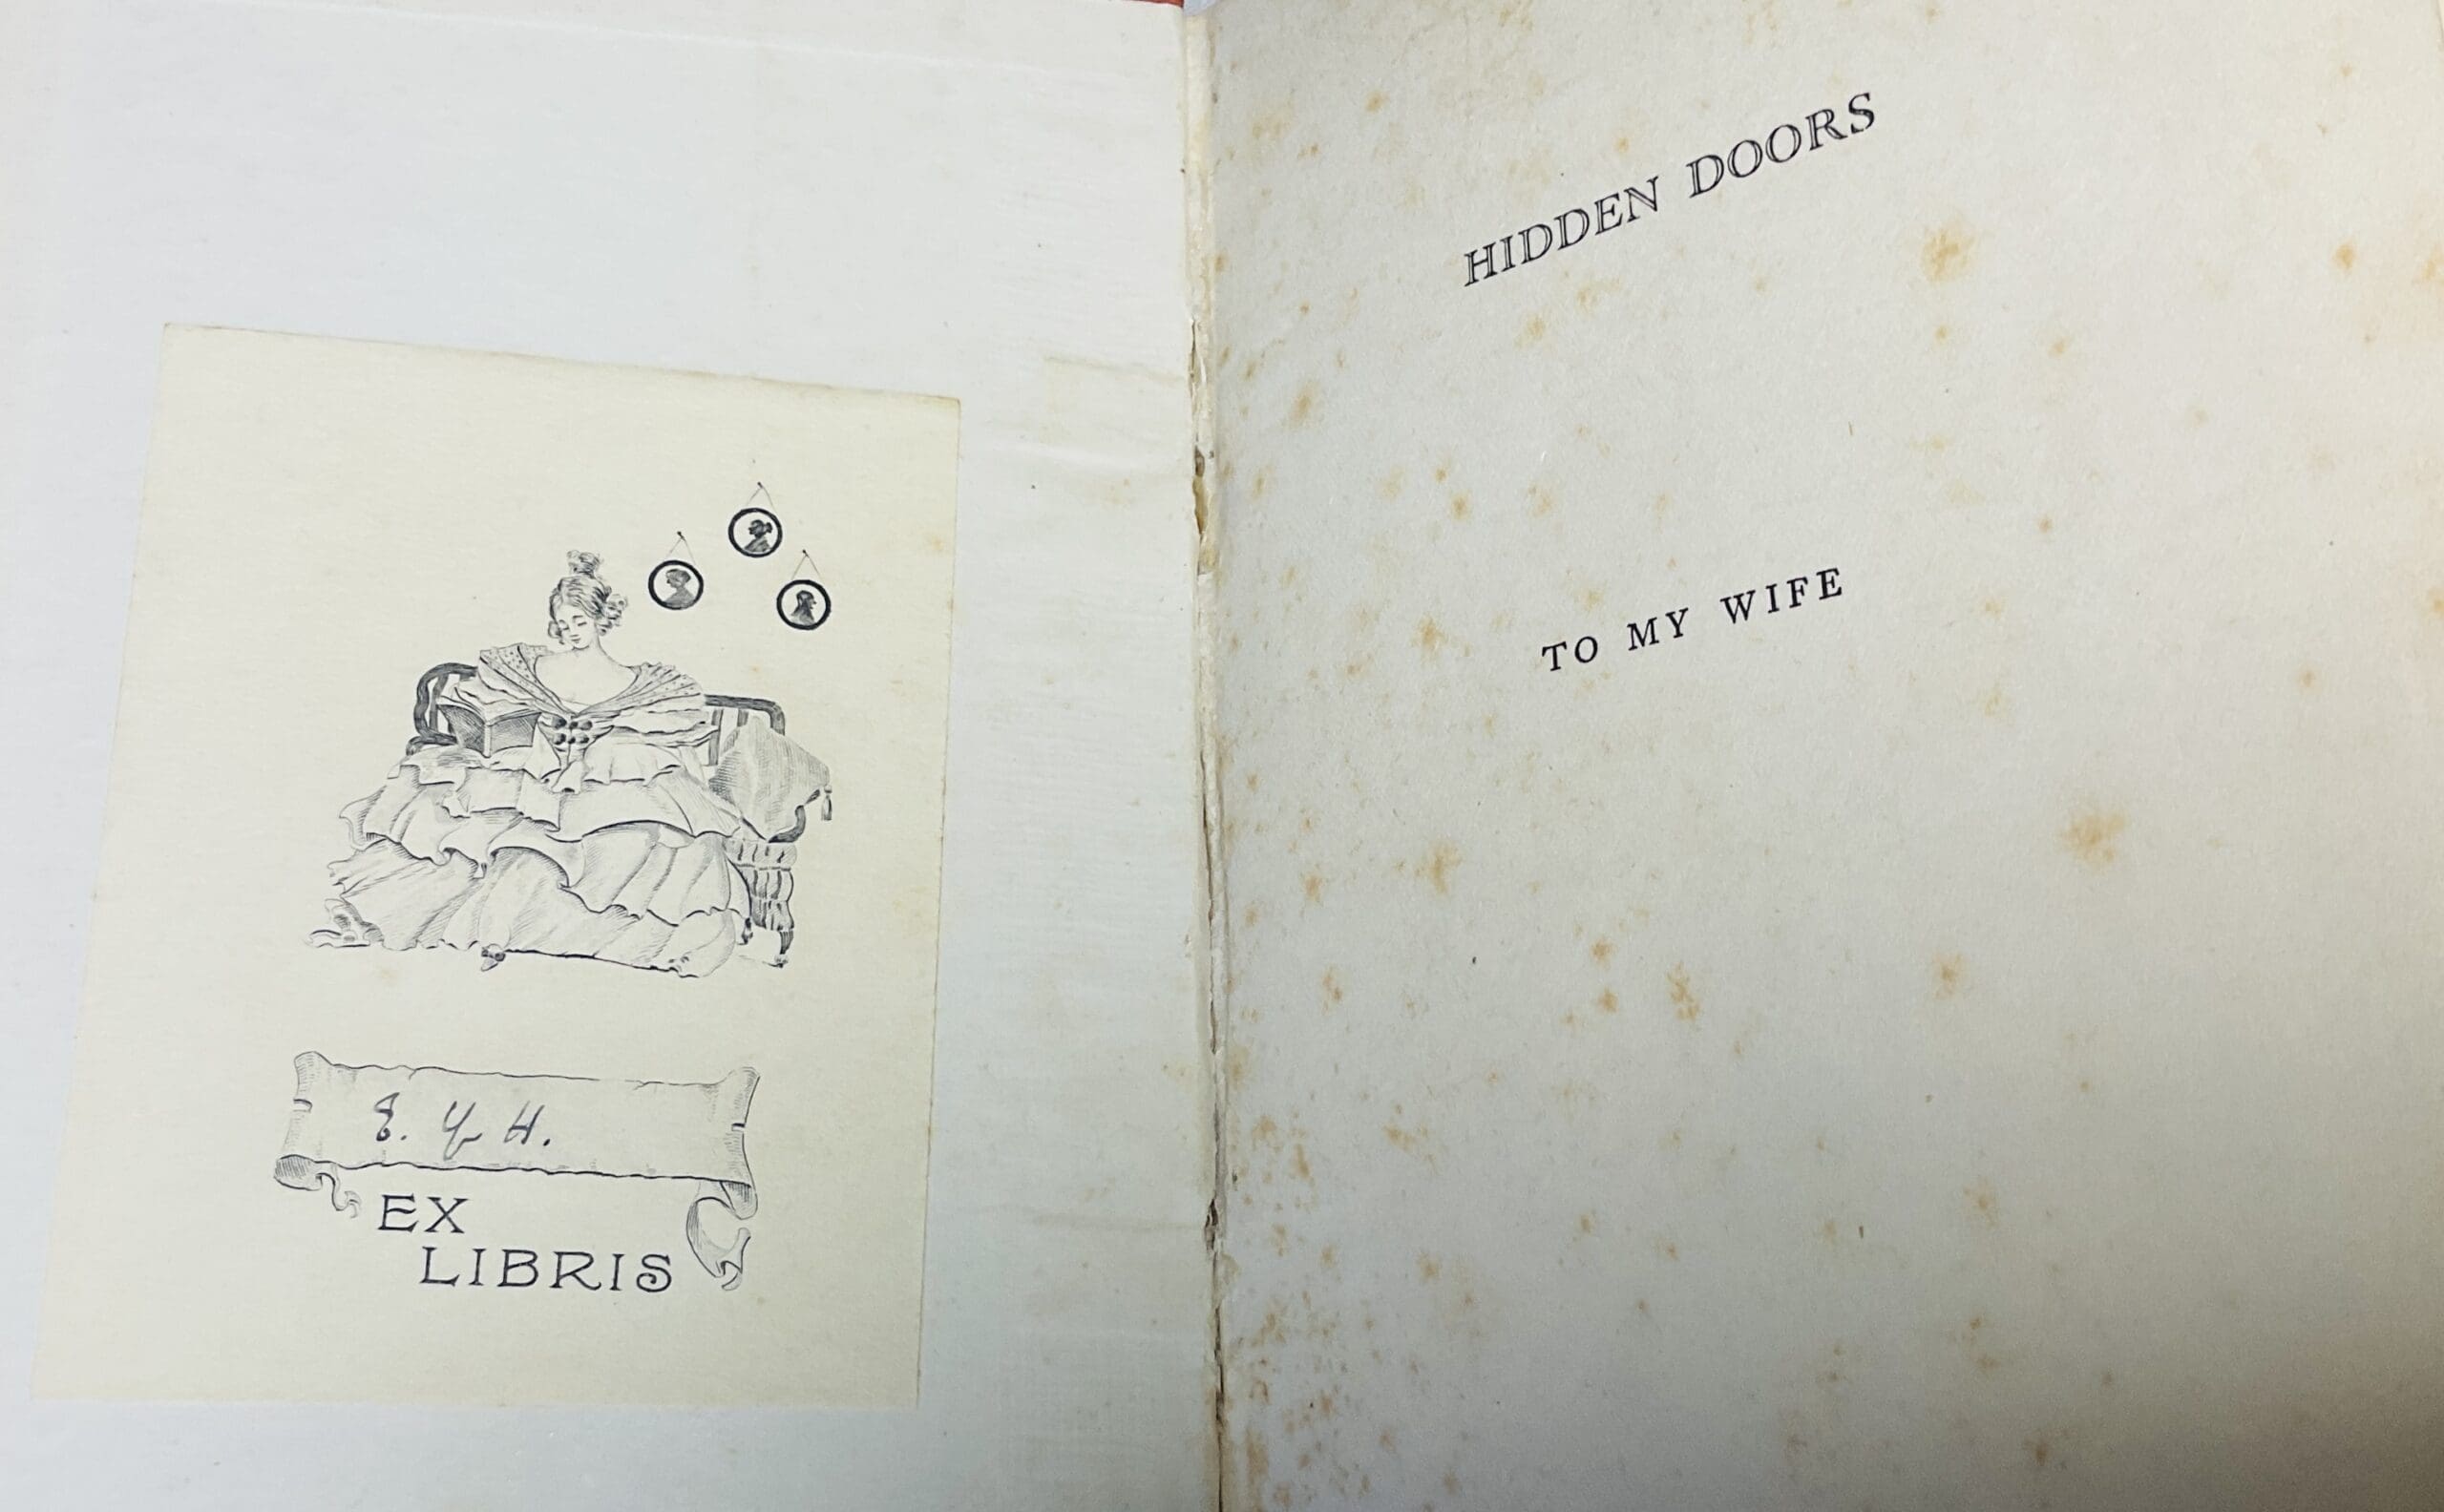 E. Y H.
EX
LIBRIS
HIDDEN DOORS
TO MY WIFE